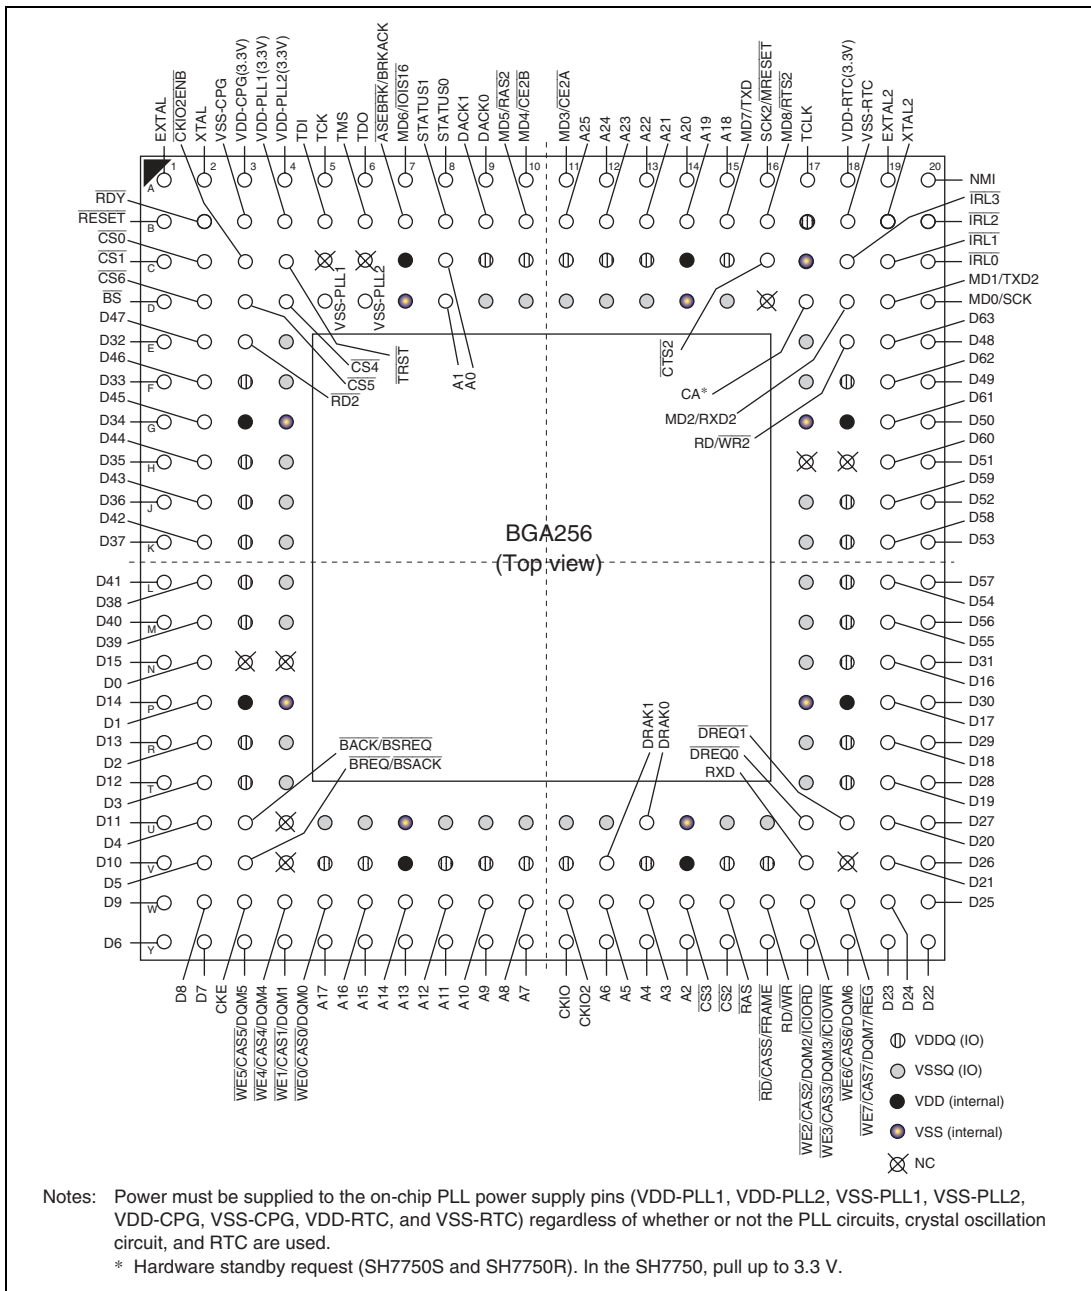 EXTAL
CKIO2ENB
XTAL
VSS-CPG
VDD-CPG(3.3V)
VDD-PLL1(3.3V)
VDD-PLL2(3.3V)
TDI
TCK
TMS
TDO
ASEBRK/BRKACK
MD6/IOIS16
STATUS1
STATUS0
DACK1
DACK0
MD5/RAS2
MD4/CE2B
MD3/CE2A
A25
A24
A23
A22
A21
A20
A19
A18
MD7/TXD
SCK2/MRESET
MD8/RTS2
TCLK
VDD-RTC(3.3V)
VSS-RTC
EXTAL2
XTAL2
1 2 3 4 5 6 7 8 9 10 11 12 13 14 15 16 17 18 19 20
A
B
C
D
E
F
G
H
J
K
L
M
N
P
R
T
U
V
W
Y
RDY
RESET
CS0
CS1
CS6
BS
D47
D32
D46
D33
D45
D34
D44
D35
D43
D36
D42
D37
D41
D38
D40
D39
D15
D0
D14
D1
D13
D2
D12
D3
D11
D4
D10
D5
D9
D6
VSS-PLL1
VSS-PLL2
CS4
CS5
RD2
TRST
A1
A0
CTS2
CA*
MD2/RXD2
RD/WR2
BGA256
(Top view)
BACK/BSREQ
BREQ/BSACK
DRAK1
DRAK0
DREQ1
DREQ0
RXD
NMI
IRL3
IRL2
IRL1
IRL0
MD1/TXD2
MD0/SCK
D63
D48
D62
D49
D61
D50
D60
D51
D59
D52
D58
D53
D57
D54
D56
D55
D31
D16
D30
D17
D29
D18
D28
D19
D27
D20
D26
D21
D25
D8
D7
CKE
WE5/CAS5/DQM5
WE4/CAS4/DQM4
WE1/CAS1/DQM1
WE0/CAS0/DQM0
A17
A16
A15
A14
A13
A12
A11
A10
A9
A8
A7
CKIO
CKIO2
A6
A5
A4
A3
A2
CS3
CS2
RAS
RD/CASS/FRAME
RD/WR
WE2/CAS2/DQM2/ICIORD
WE3/CAS3/DQM3/ICIOWR
WE6/CAS6/DQM6
WE7/CAS7/DQM7/REG
D23
D24
D22
VDDQ (IO)
VSSQ (IO)
VDD (internal)
VSS (internal)
NC
Notes: Power must be supplied to the on-chip PLL power supply pins (VDD-PLL1, VDD-PLL2, VSS-PLL1, VSS-PLL2,
VDD-CPG, VSS-CPG, VDD-RTC, and VSS-RTC) regardless of whether or not the PLL circuits, crystal oscillation
circuit, and RTC are used.
* Hardware standby request (SH7750S and SH7750R). In the SH7750, pull up to 3.3 V.